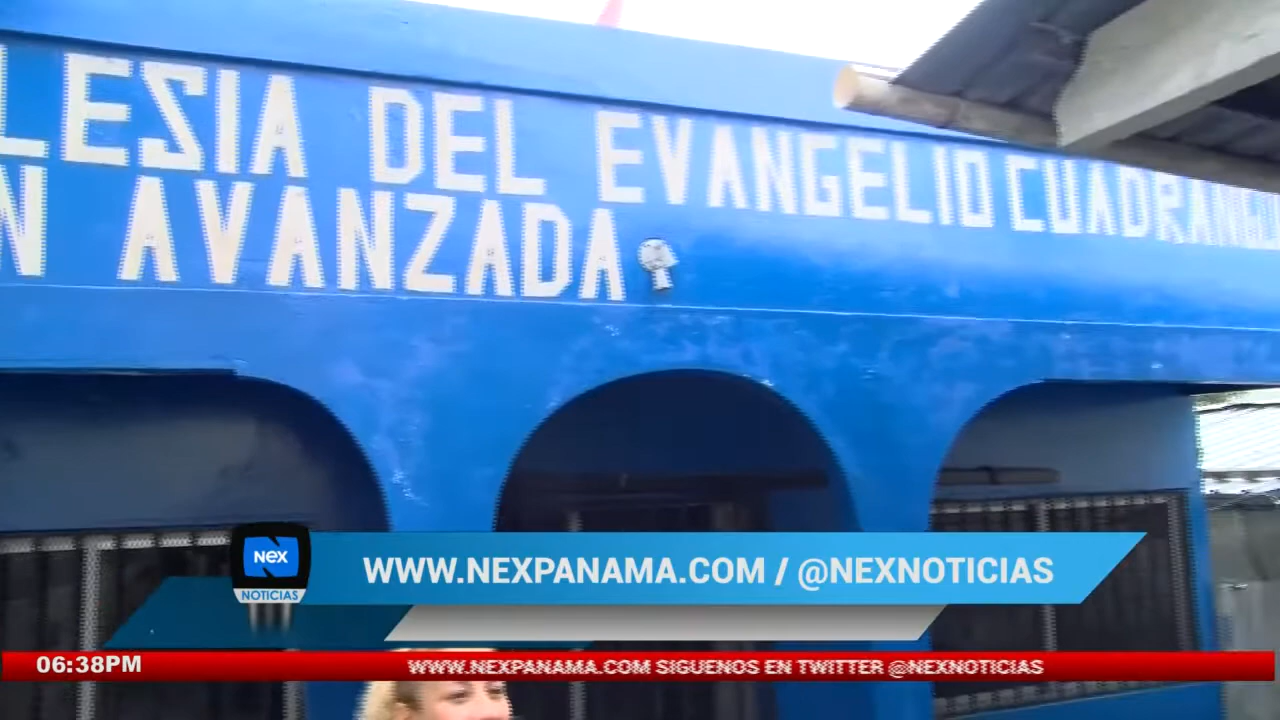 LESIA DEL EVANGELIO CUADRANGU
N AVANZADA
nex
NOTICIAS
WWW.NEXPANAMA.COM / @NEXNOTICIAS
06:38PM
WWW.NEXPANAMA.COM SIGUENOS EN TWITTER @NEXNOTICIAS